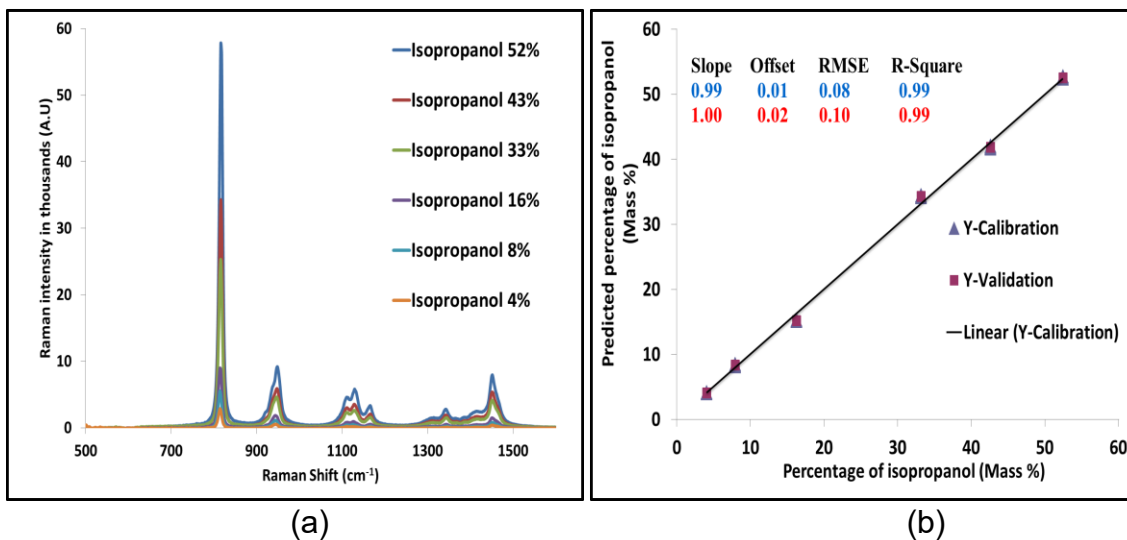 60
50
40
30
20
10
0
Raman intensity in thousands (A.U)
Isopropanol 52%
Isopropanol 43%
Isopropanol 33%
Isopropanol 16%
Isopropanol 8%
Isopropanol 4%
500 700 900 1100 1300 1500
Raman Shift (cm⁻¹)
(a)
60
50
40
30
20
10
0
Predicted percentage of isopropanol
(Mass %)
Slope Offset RMSE R-Square
0.99 0.01 0.08 0.99
1.00 0.02 0.10 0.99
Y-Calibration
Y-Validation
Linear (Y-Calibration)
0 10 20 30 40 50 60
Percentage of isopropanol (Mass %)
(b)